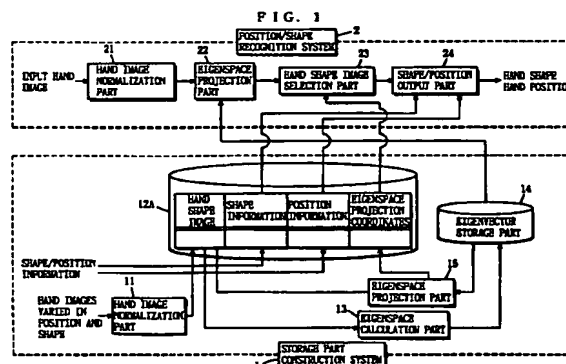 FIG. 1
POSITION/SHAPE
RECOGNITION SYSTEM
2
21
22
23
24
INPUT HAND
IMAGE
HAND IMAGE
NORMALIZATION
PART
EIGENSPACE
PROJECTION
PART
HAND SHAPE IMAGE
SELECTION PART
SHAPE/POSITION
OUTPUT PART
HAND SHAPE
HAND POSITION
12A
HAND
SHAPE
IMAGE
SHAPE
INFORMATION
POSITION
INFORMATION
EIGENSPACE
PROJECTION
COORDINATES
14
EIGENVECTOR
STORAGE PART
SHAPE/POSITION
INFORMATION
11
15
EIGENSPACE
PROJECTION PART
HAND IMAGES
VARIED IN
POSITION AND
SHAPE
HAND IMAGE
NORMALIZATION
PART
13
EIGENSPACE
CALCULATION PART
STORAGE PART
CONSTRUCTION SYSTEM